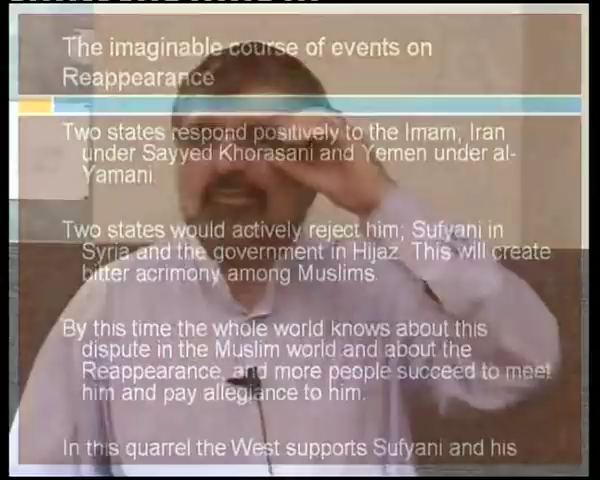 The imaginable course of events on
Reappearance
Two states respond positively to the Imam; Iran
under Sayyed Khorasani and Yemen under al-
Yamani.
Two states would actively reject him; Sufyani in
Syria and the government in Hijaz. This will create
bitter acrimony among Muslims.
By this time the whole world knows about this
dispute in the Muslim world and about the
Reappearance, and more people succeed to meet
him and pay allegiance to him.
In this quarrel the West supports Sufyani and his